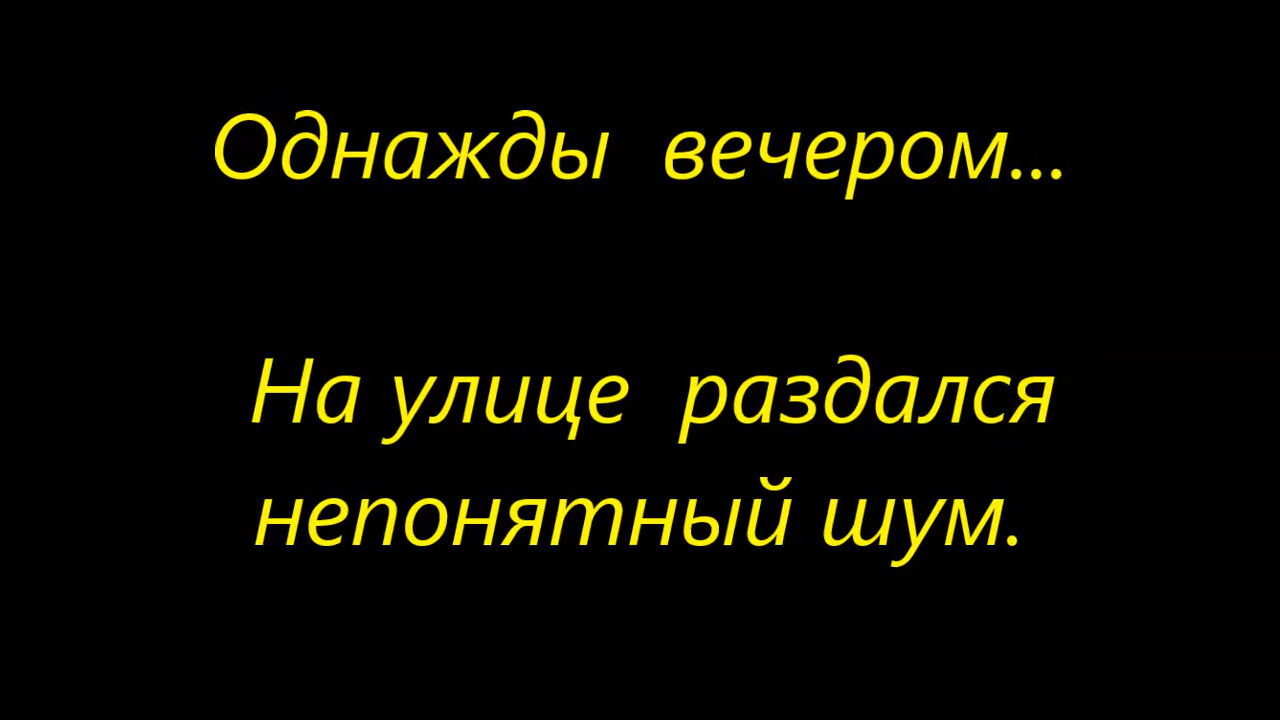 Однажды вечером...
На улице раздался
непонятный шум.